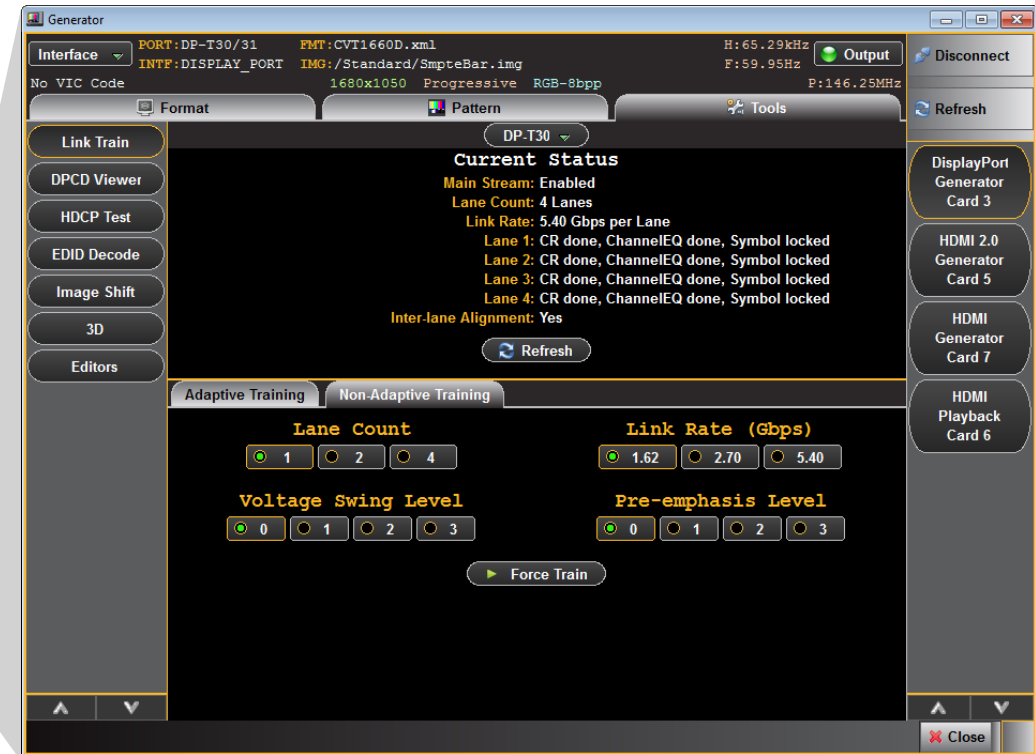 Generator
Interface
PORT:DP-T30/31 FMT:CVT1660D.xml H:65.29kHz
INTF:DISPLAY_PORT IMG:/Standard/SmpteBar.img F:59.95Hz
Output
No VIC Code 1680x1050 Progressive RGB-8bpp P:146.25MHz
Disconnect
Refresh
Format Pattern Tools
Link Train
DPCD Viewer
HDCP Test
EDID Decode
Image Shift
3D
Editors
DP-T30
Current Status
Main Stream: Enabled
Lane Count: 4 Lanes
Link Rate: 5.40 Gbps per Lane
Lane 1: CR done, ChannelEQ done, Symbol locked
Lane 2: CR done, ChannelEQ done, Symbol locked
Lane 3: CR done, ChannelEQ done, Symbol locked
Lane 4: CR done, ChannelEQ done, Symbol locked
Inter-lane Alignment: Yes
Refresh
Adaptive Training Non-Adaptive Training
Lane Count Link Rate (Gbps)
1 2 4 1.62 2.70 5.40
Voltage Swing Level Pre-emphasis Level
0 1 2 3 0 1 2 3
Force Train
DisplayPort
Generator
Card 3
HDMI 2.0
Generator
Card 5
HDMI
Generator
Card 7
HDMI
Playback
Card 6
Close